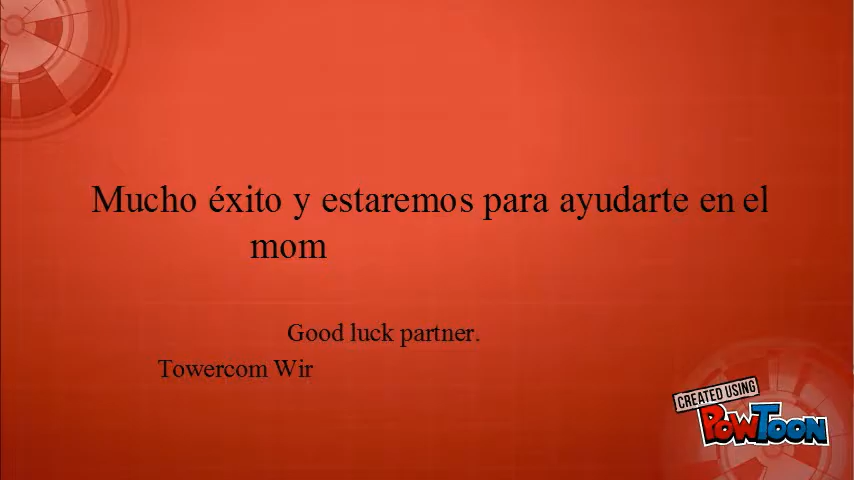 Mucho éxito y estaremos para ayudarte en el
mom
Good luck partner.
Towercom Wir
CREATED USING
POWTOON